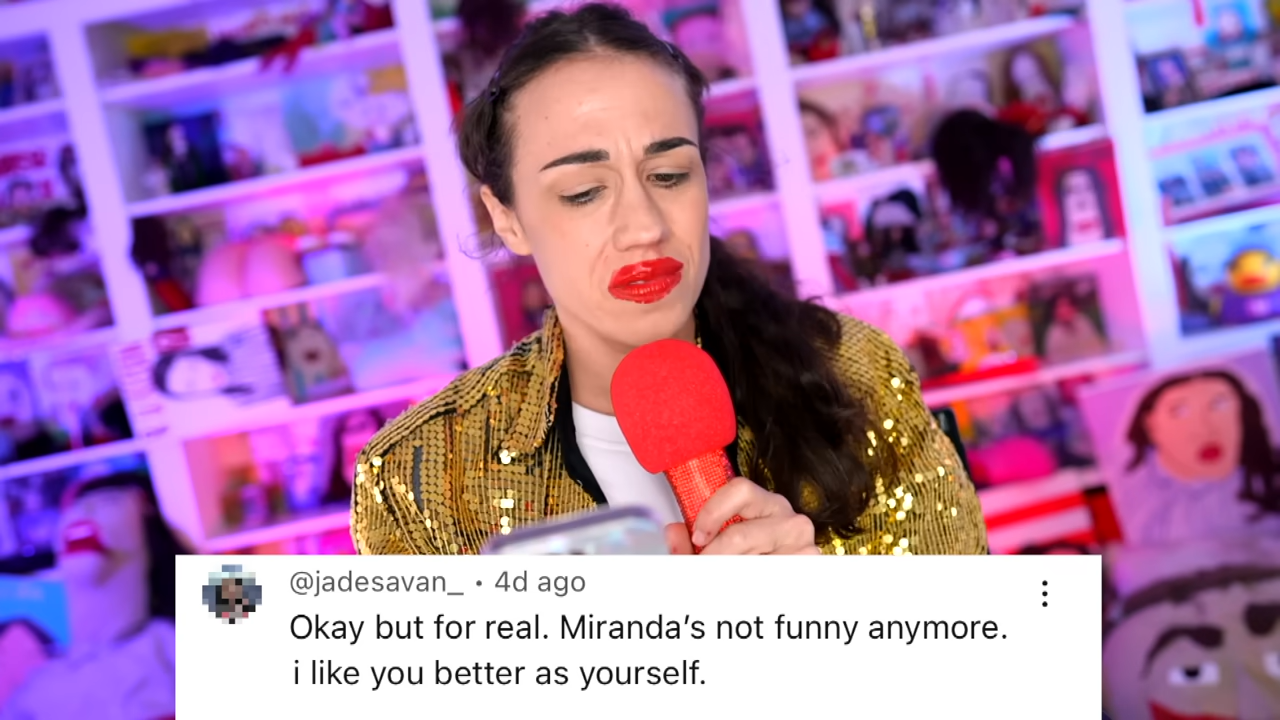 @jadesavan_ • 4d ago
Okay but for real. Miranda’s not funny anymore.
i like you better as yourself.